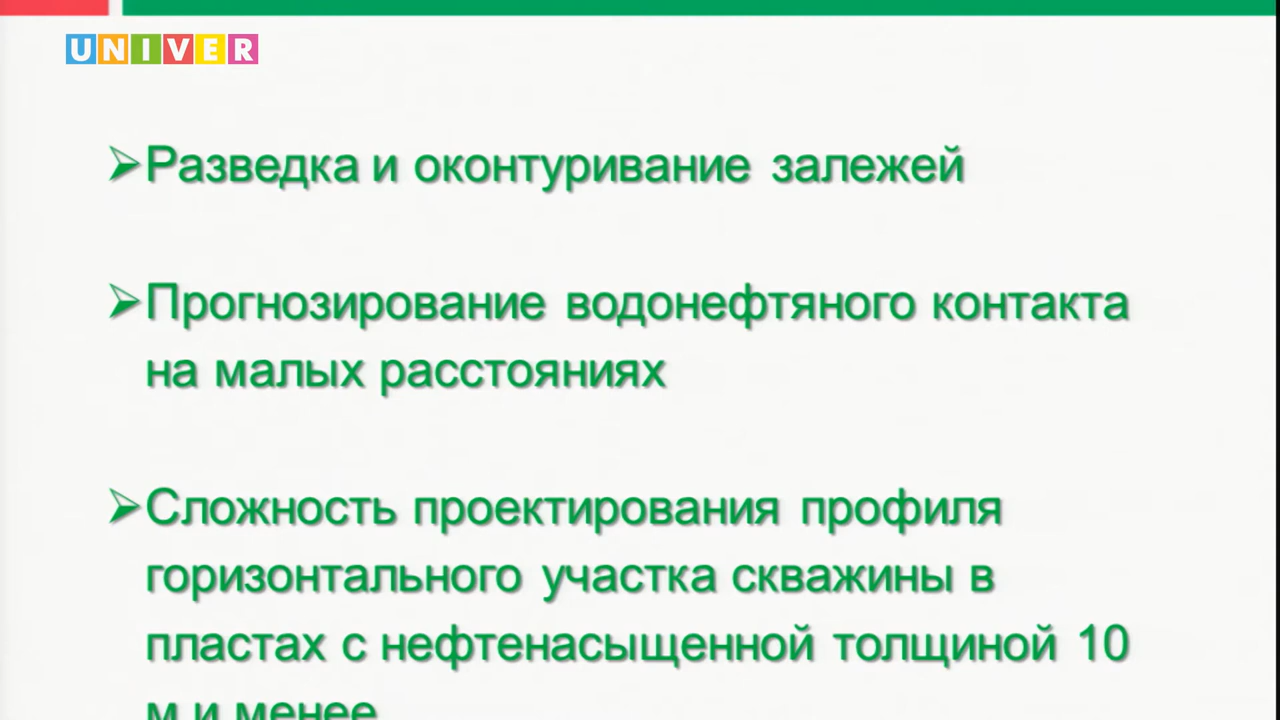 UNIVER
Разведка и оконтуривание залежей
Прогнозирование водонефтяного контакта
на малых расстояниях
Сложность проектирования профиля
горизонтального участка скважины в
пластах с нефтенасыщенной толщиной 10
м и менее